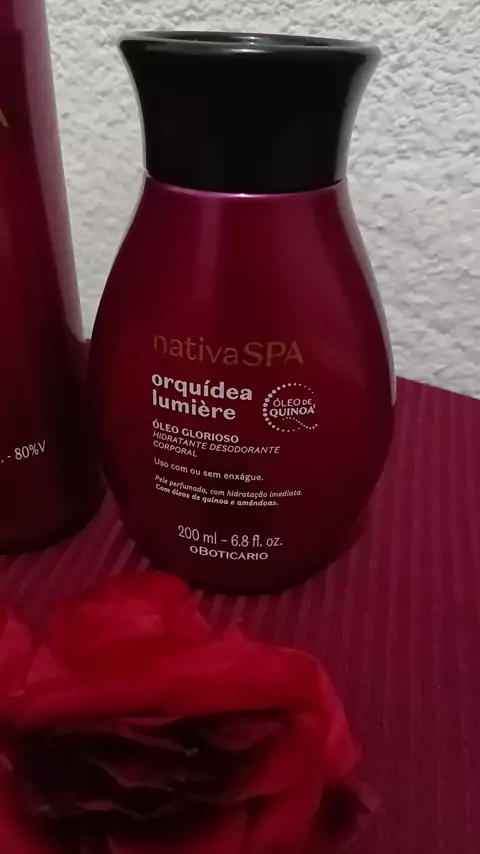 A
nativaSPA
orquídea
lumière
ÓLEO DE
QUINOA
ÓLEO GLORIOSO
HIDRATANTE DESODORANTE
CORPORAL
Uso com ou sem enxágue.
Pele perfumada, com hidratação imediata.
Com óleos de quinoa e amêndoas.
200 ml – 6.8 fl. oz.
OBOTICÁRIO
. - 80%V